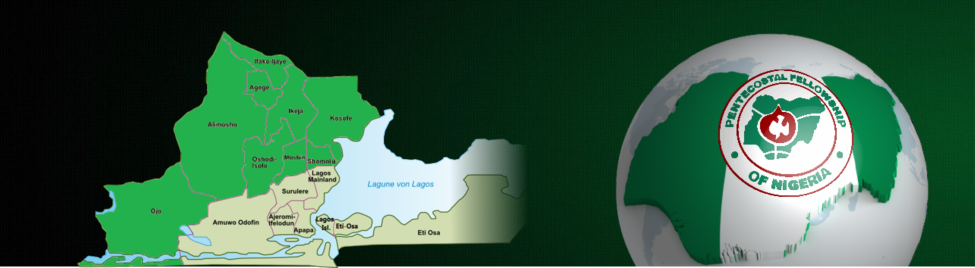 Ifako-Ijaye
Agege
Ikeja
Alimosho
Kosofe
Oshodi-
Isolo
Moshin
Shomolu
Lagos
Mainland
Lagune von Lagos
Surulere
Ojo
Amuwo Odofin
Ajeromi-
Ifelodun
Apapa
Lagos
Isl.
Eti-Osa
Eti Osa
PENTECOSTAL FELLOWSHIP
OF NIGERIA